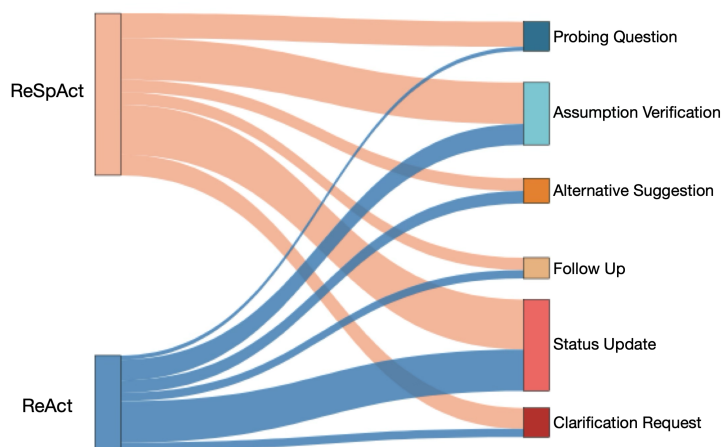 ReSpAct
ReAct
Probing Question
Assumption Verification
Alternative Suggestion
Follow Up
Status Update
Clarification Request